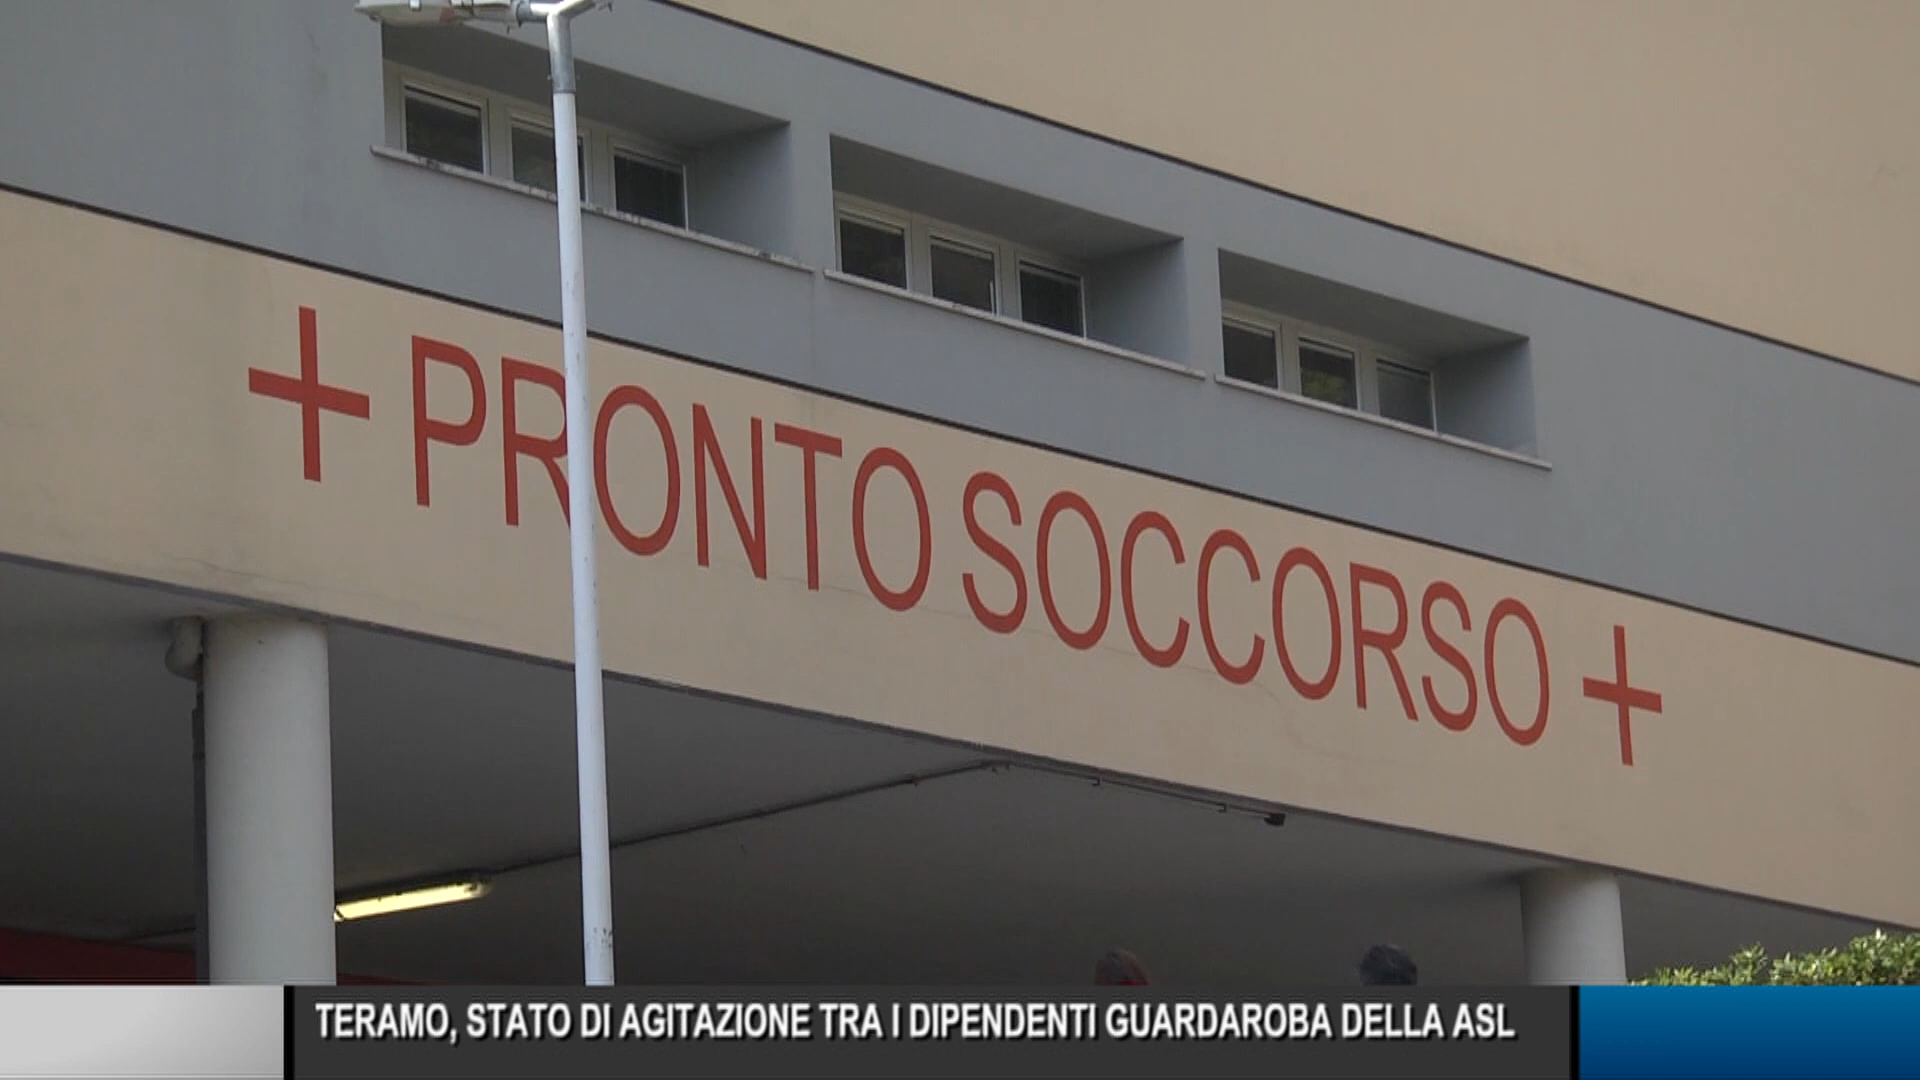 + PRONTO SOCCORSO +
TERAMO, STATO DI AGITAZIONE TRA I DIPENDENTI GUARDAROBA DELLA ASL